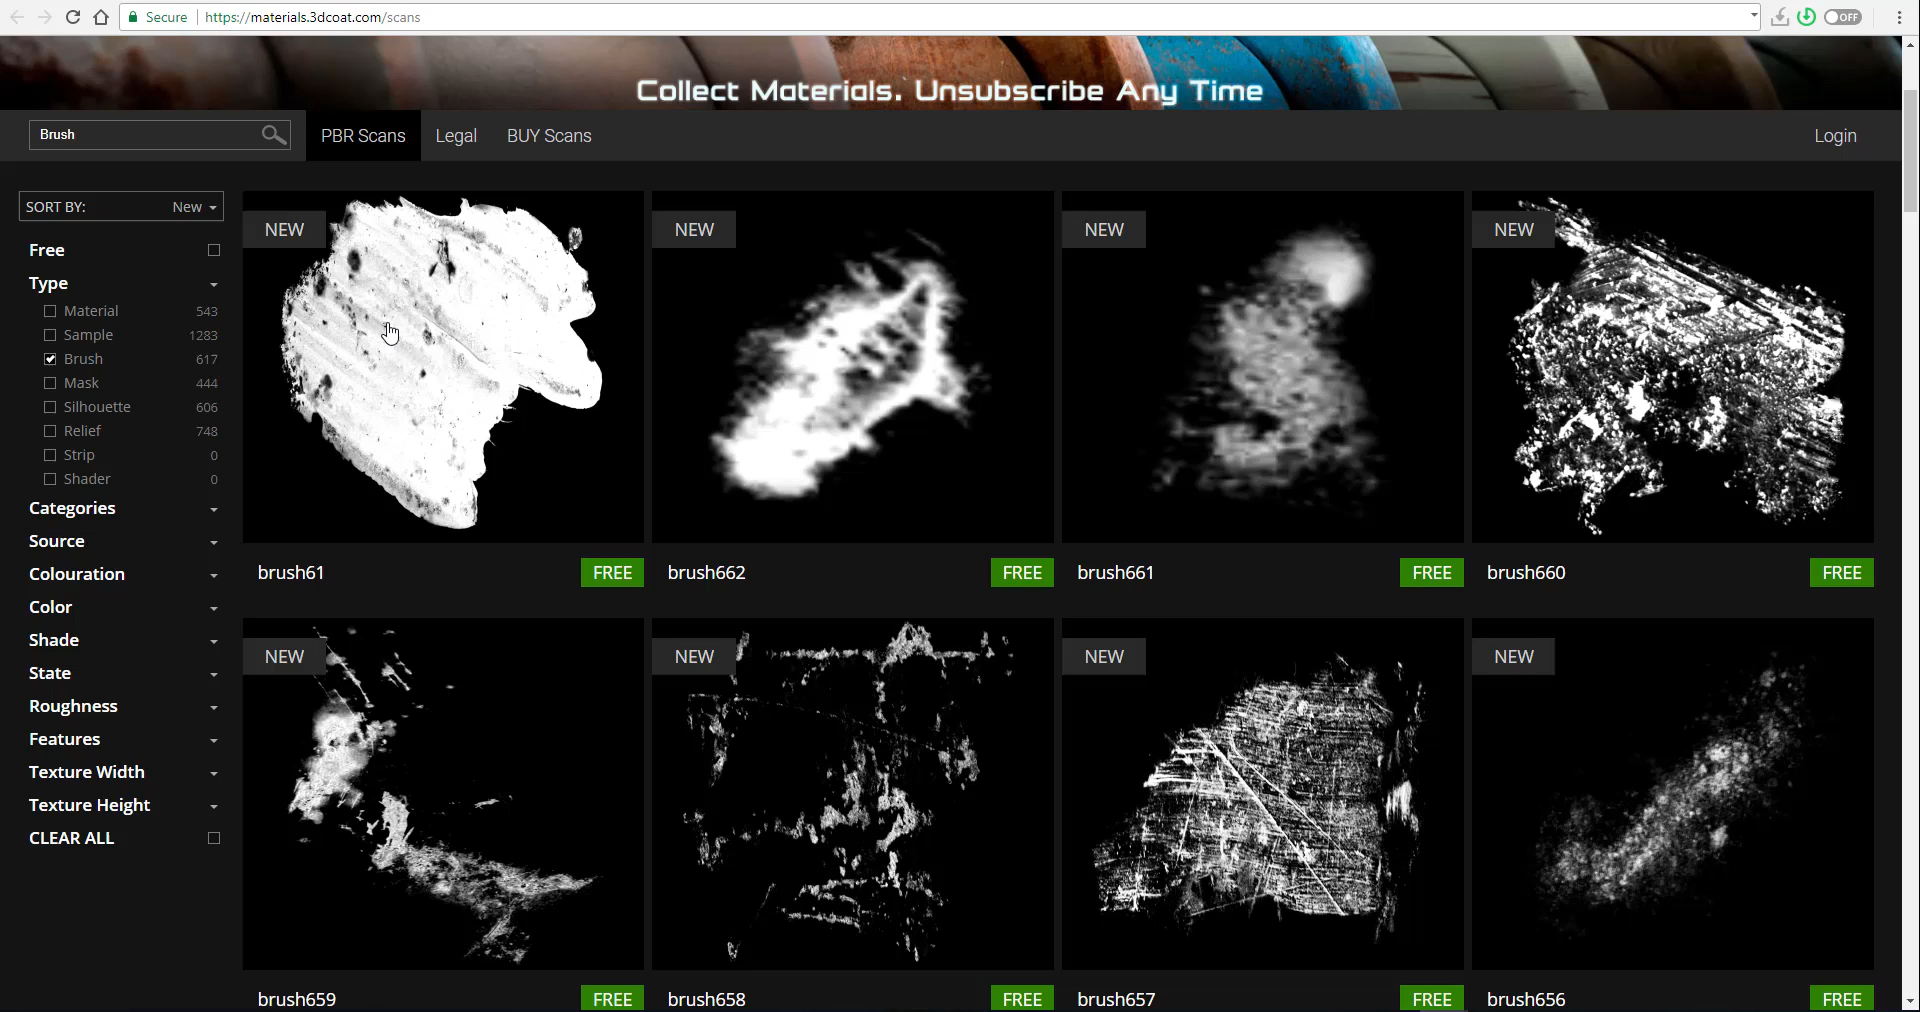 Secure https://materials.3dcoat.com/scans
OFF
Collect Materials. Unsubscribe Any Time
Brush
PBR Scans
Legal
BUY Scans
Login
SORT BY: New
Free
Type
Material 543
Sample 1283
Brush 617
Mask 444
Silhouette 606
Relief 748
Strip 0
Shader 0
Categories
Source
Colouration
Color
Shade
State
Roughness
Features
Texture Width
Texture Height
CLEAR ALL
NEW
NEW
NEW
NEW
brush61 FREE
brush662 FREE
brush661 FREE
brush660 FREE
NEW
NEW
NEW
NEW
brush659 FREE
brush658 FREE
brush657 FREE
brush656 FREE